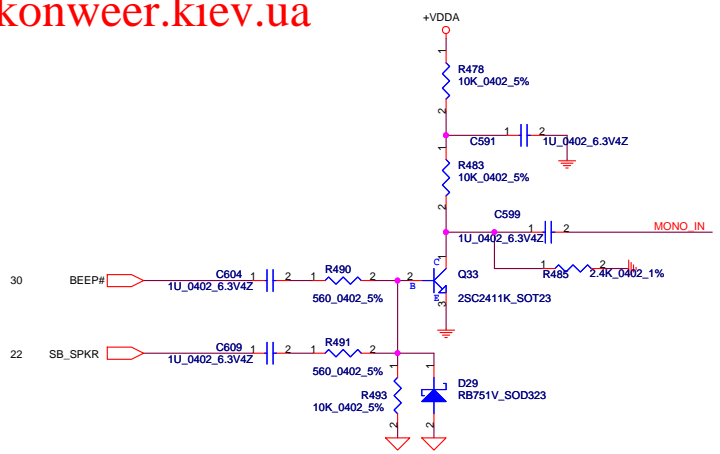 konweer.kiev.ua
+VDDA
1
R478
10K_0402_5%
2
C591
1 2
1U_0402_6.3V4Z
1
R483
10K_0402_5%
2
C599
1 2
1U_0402_6.3V4Z
MONO_IN
1 2
R485
2.4K_0402_1%
1
C
Q33
2
B
E
3
2SC2411K_SOT23
30
BEEP#
C604
1 2
1U_0402_6.3V4Z
R490
1 2
560_0402_5%
22
SB_SPKR
C609
1 2
1U_0402_6.3V4Z
R491
1 2
560_0402_5%
1
R493
10K_0402_5%
2
1
D29
RB751V_SOD323
2